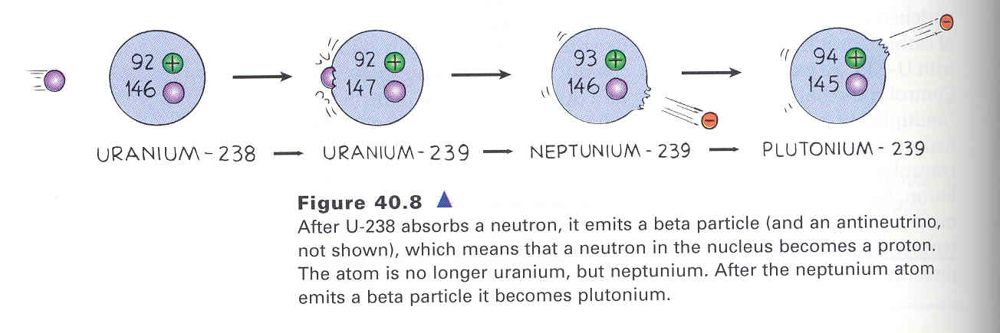 92 +
146
92 +
147
93 +
146
-
94 +
145
-
URANIUM - 238 → URANIUM - 239 → NEPTUNIUM - 239 → PLUTONIUM - 239
Figure 40.8
After U-238 absorbs a neutron, it emits a beta particle (and an antineutrino,
not shown), which means that a neutron in the nucleus becomes a proton.
The atom is no longer uranium, but neptunium. After the neptunium atom
emits a beta particle it becomes plutonium.